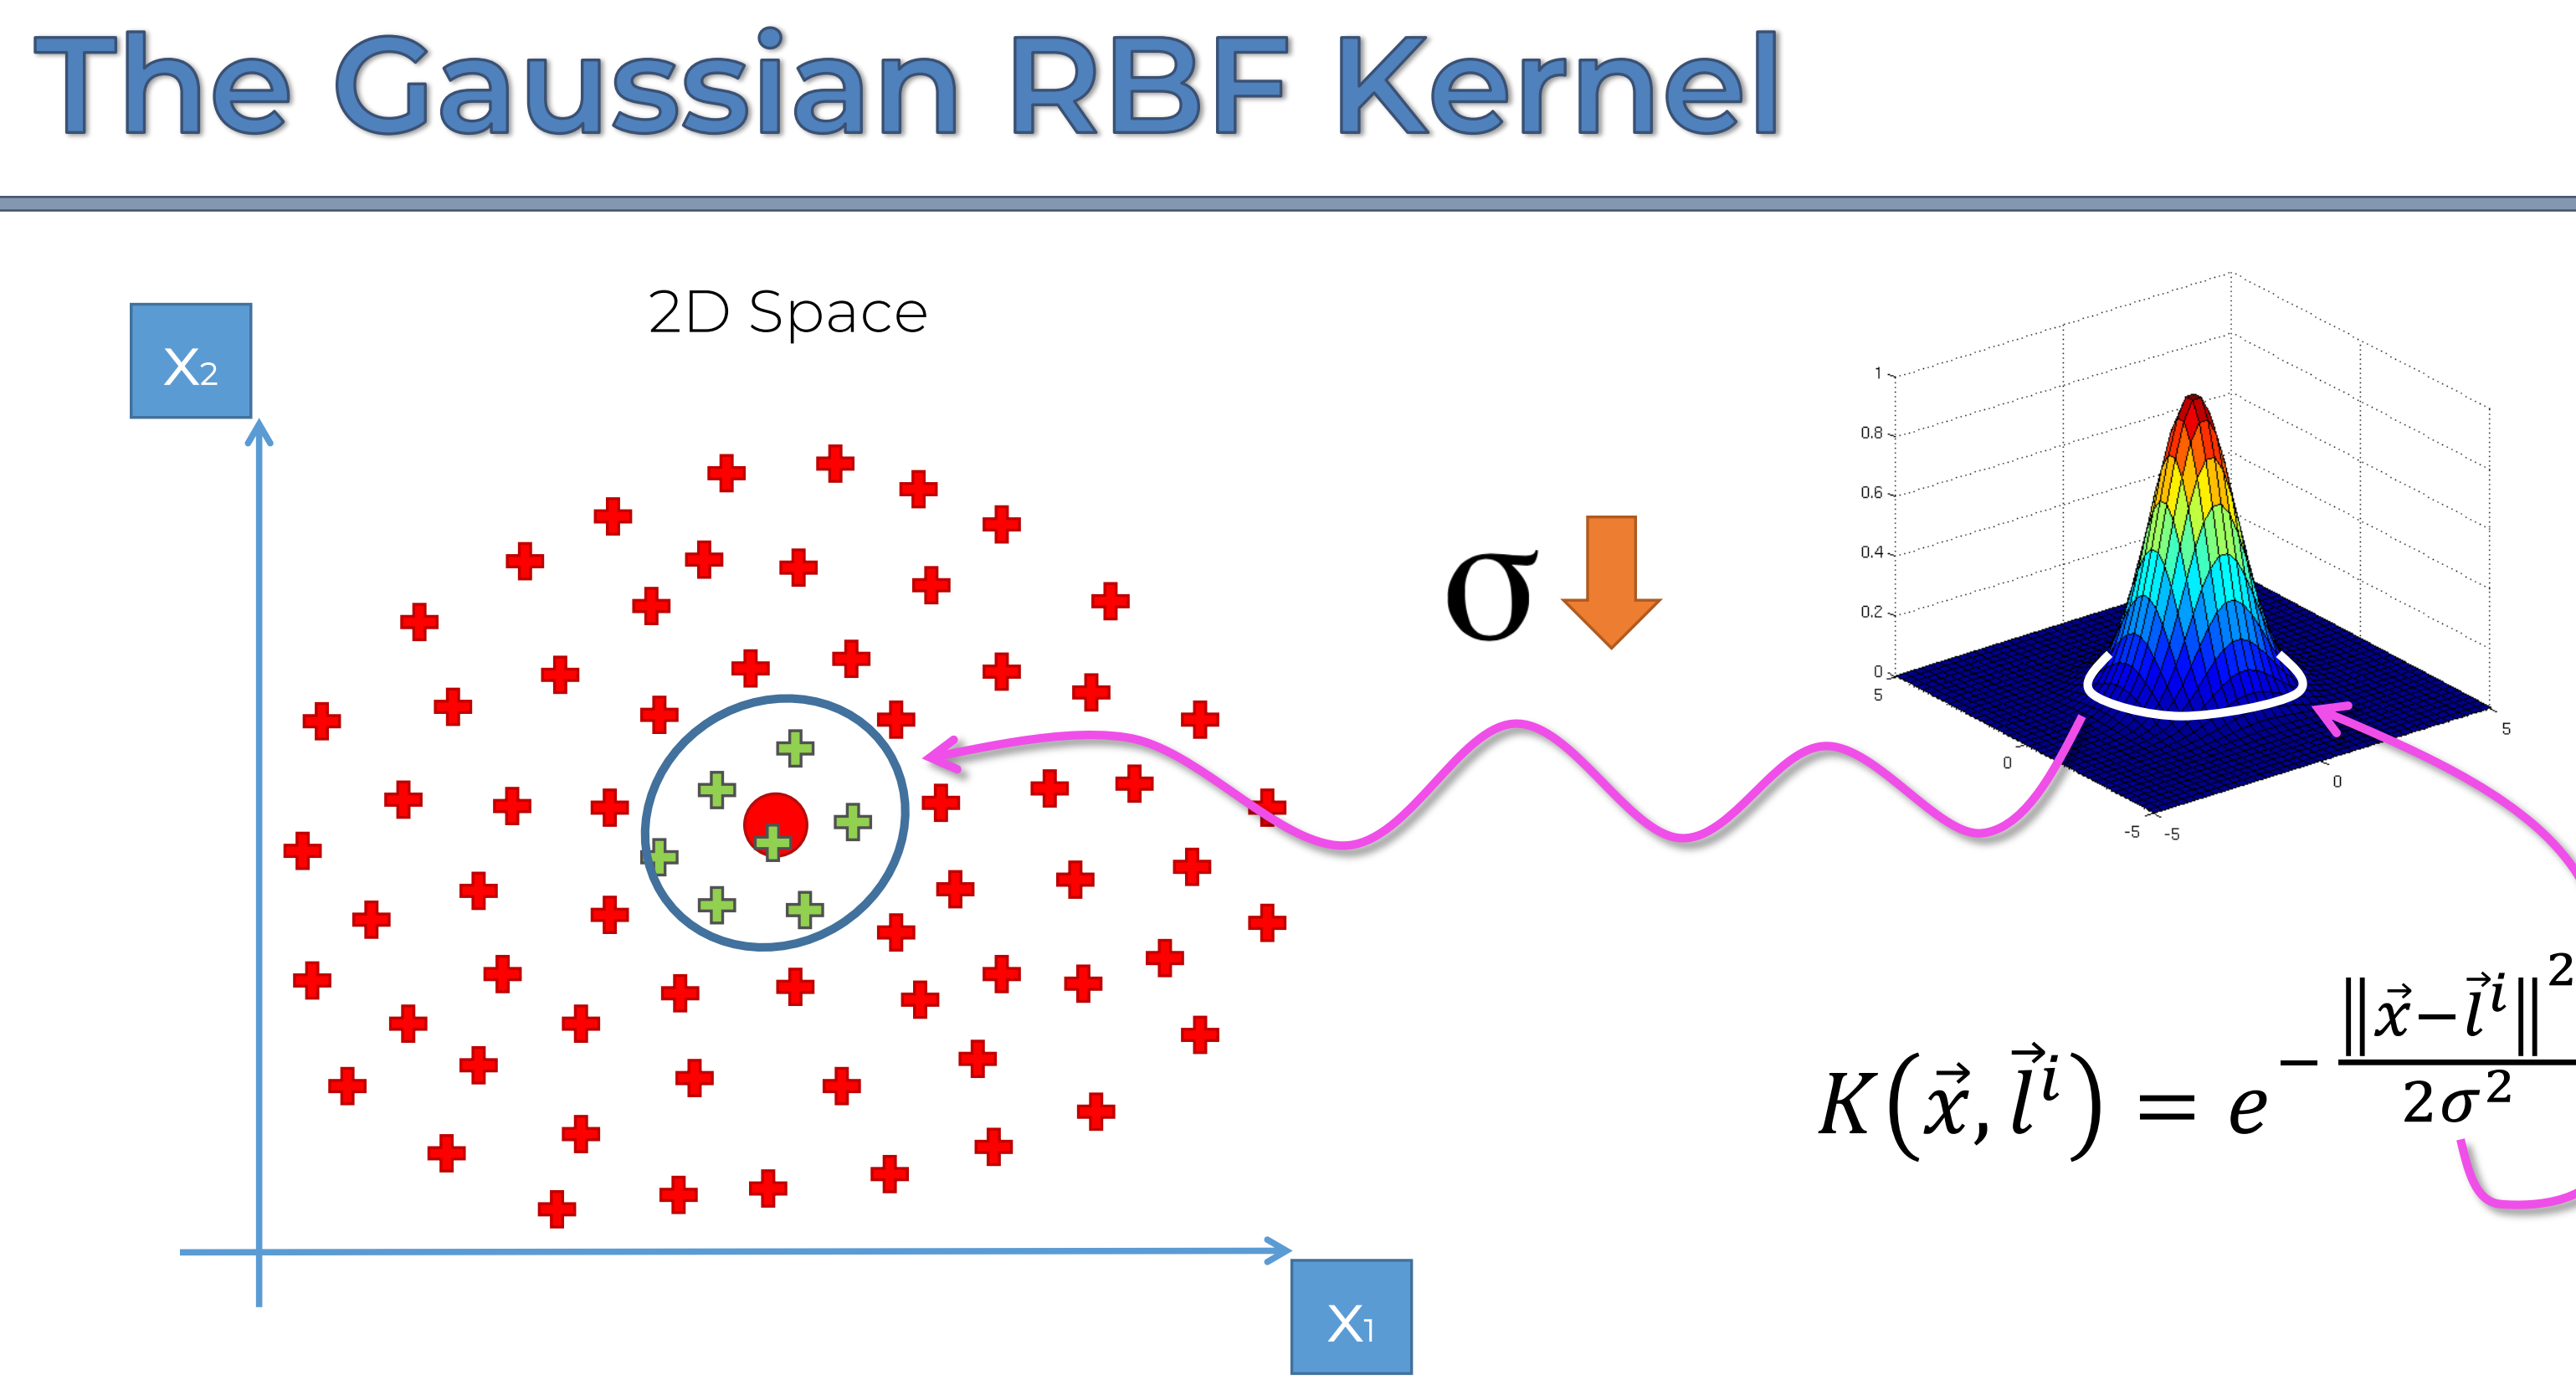 The Gaussian RBF Kernel
2D Space
X2
σ
1
0.8
0.6
0.4
0.2
0
5
0
-5
-5
0
5
K(x⃗, l⃗ⁱ) = e^(−‖x⃗−l⃗ⁱ‖²/2σ²)
X1